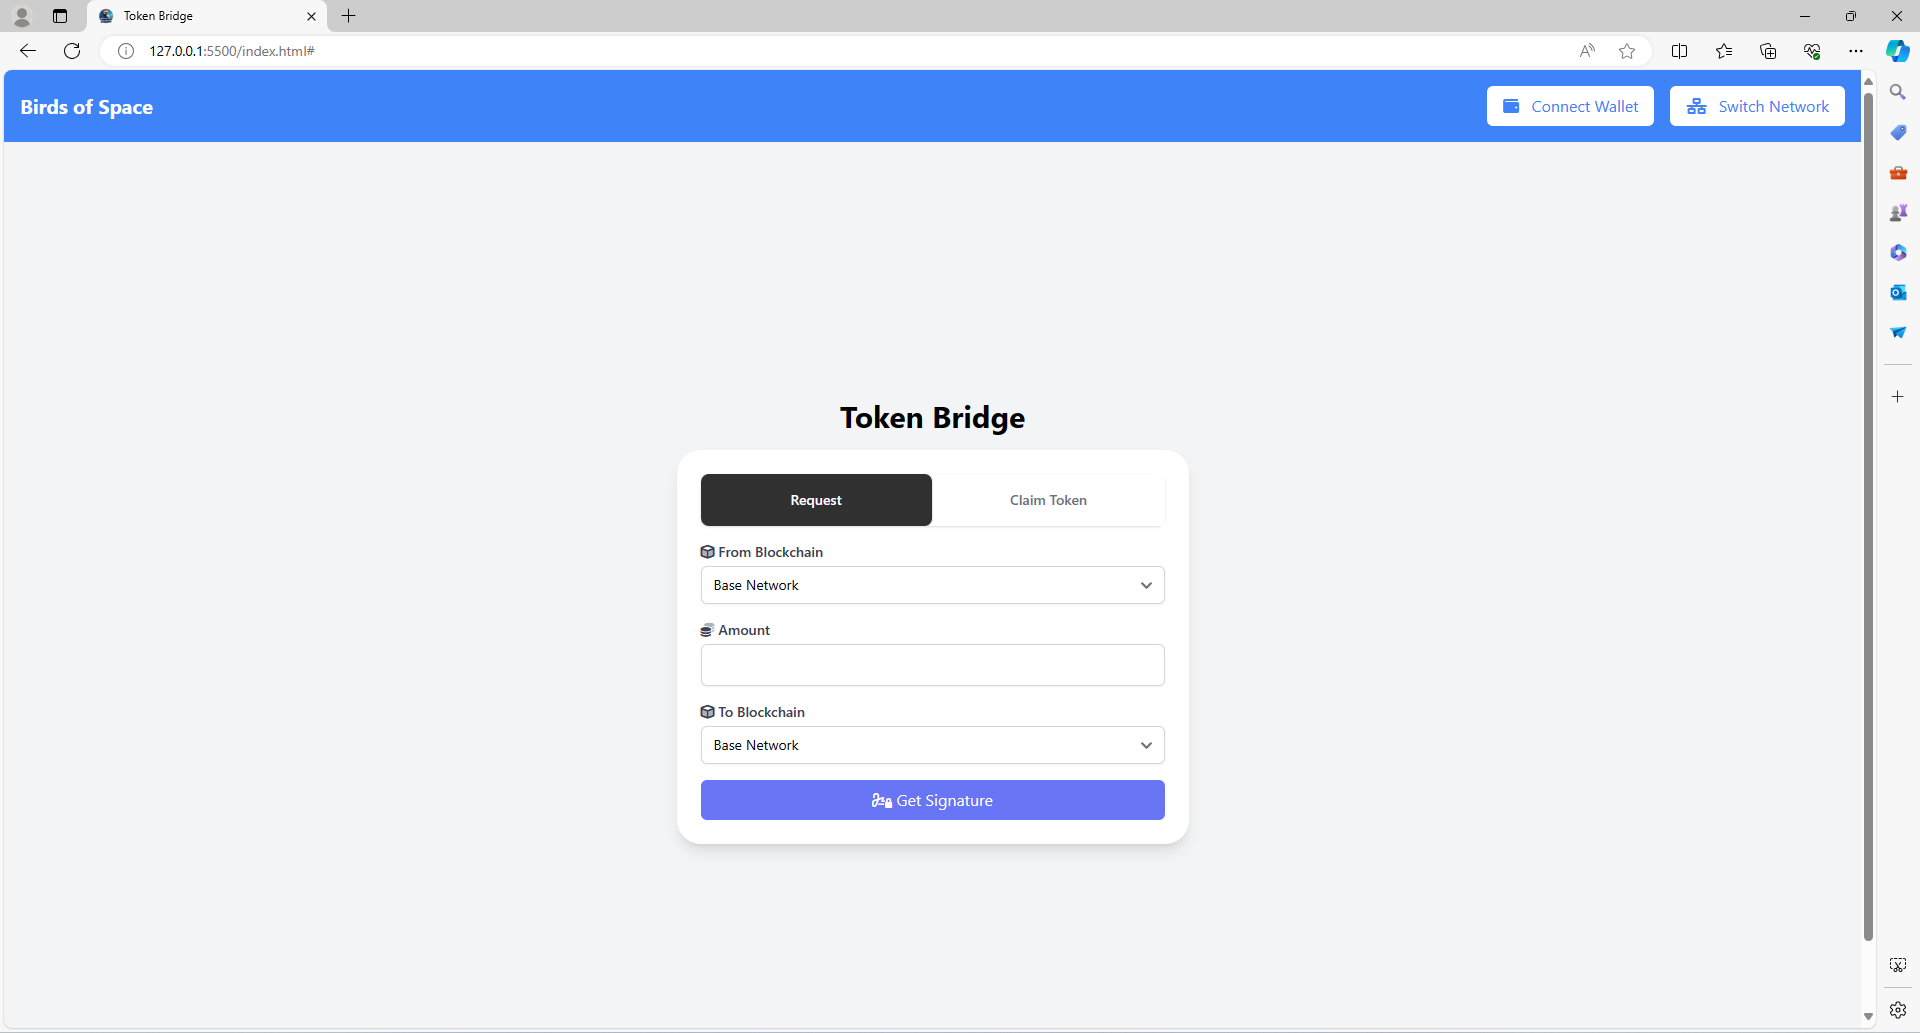 Token Bridge
127.0.0.1:5500/index.html#
Birds of Space
Connect Wallet
Switch Network
Token Bridge
Request
Claim Token
From Blockchain
Base Network
Amount
To Blockchain
Base Network
Get Signature